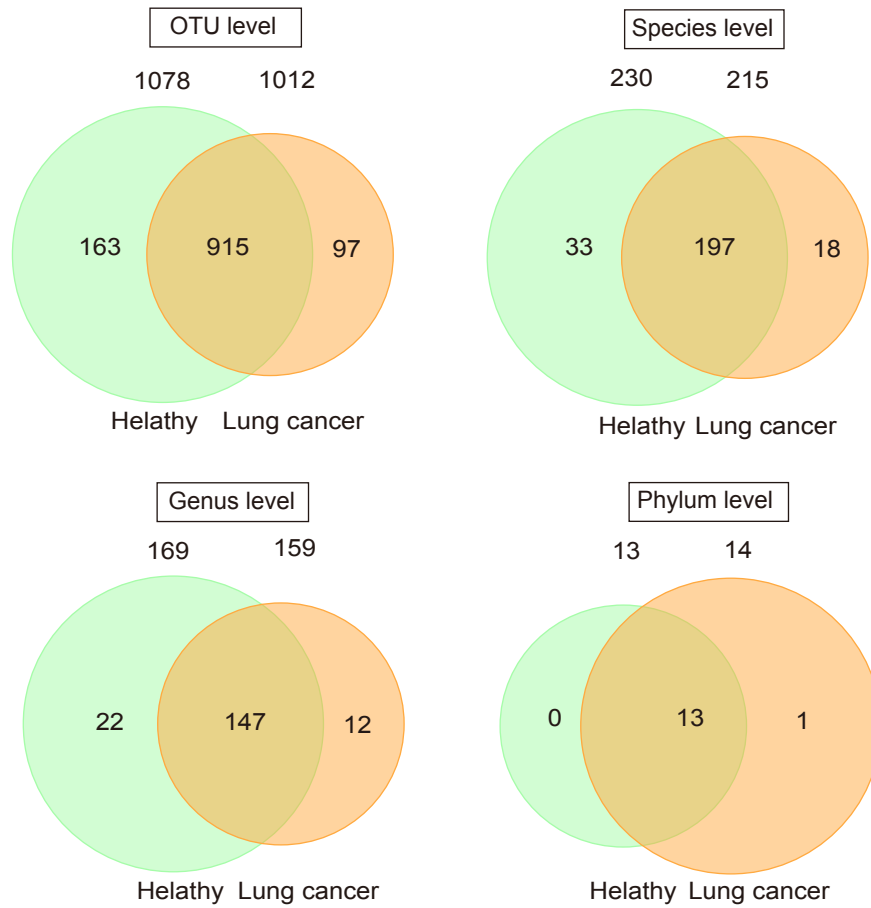 OTU level
1078 1012
163 915 97
Helathy Lung cancer
Species level
230 215
33 197 18
Helathy Lung cancer
Genus level
169 159
22 147 12
Helathy Lung cancer
Phylum level
13 14
0 13 1
Helathy Lung cancer